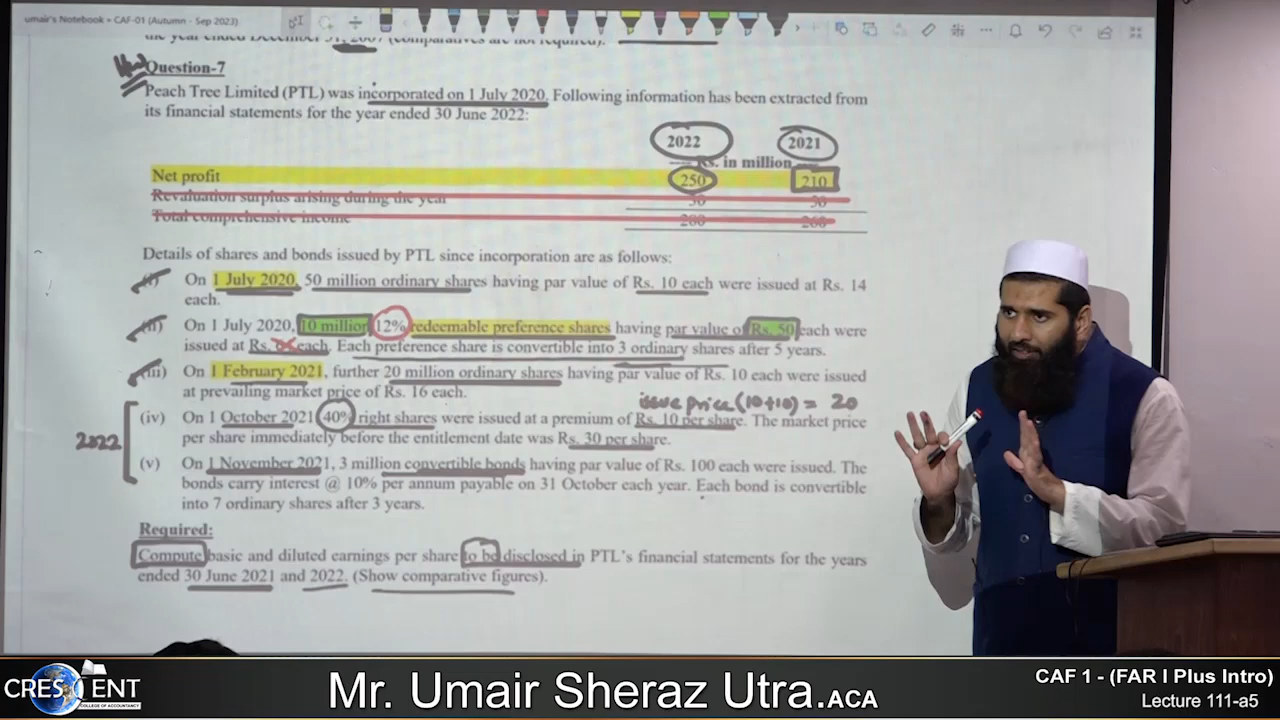 umair's Notebook • CAF-01 (Autumn - Sep 2023)
the year ended December 31, 2007 (comparatives are not required).
Question-7
Peach Tree Limited (PTL) was incorporated on 1 July 2020. Following information has been extracted from
its financial statements for the year ended 30 June 2022:
2022 2021
Rs. in million
Net profit 250 210
Revaluation surplus arising during the year 50
Total comprehensive income 260
Details of shares and bonds issued by PTL since incorporation are as follows:
(i) On 1 July 2020, 50 million ordinary shares having par value of Rs. 10 each were issued at Rs. 14
each.
(ii) On 1 July 2020, 10 million 12% redeemable preference shares having par value of Rs. 50 each were
issued at Rs. each. Each preference share is convertible into 3 ordinary shares after 5 years.
(iii) On 1 February 2021, further 20 million ordinary shares having par value of Rs. 10 each were issued
at prevailing market price of Rs. 16 each.
issue price (10+10) = 20
(iv) On 1 October 2021 40% right shares were issued at a premium of Rs. 10 per share. The market price
per share immediately before the entitlement date was Rs. 30 per share.
2022
(v) On 1 November 2021, 3 million convertible bonds having par value of Rs. 100 each were issued. The
bonds carry interest @ 10% per annum payable on 31 October each year. Each bond is convertible
into 7 ordinary shares after 3 years.
Required:
Compute basic and diluted earnings per share to be disclosed in PTL's financial statements for the years
ended 30 June 2021 and 2022. (Show comparative figures).
CRESCENT
COLLEGE OF ACCOUNTANCY
Mr. Umair Sheraz Utra.ACA
CAF 1 - (FAR I Plus Intro)
Lecture 111-a5